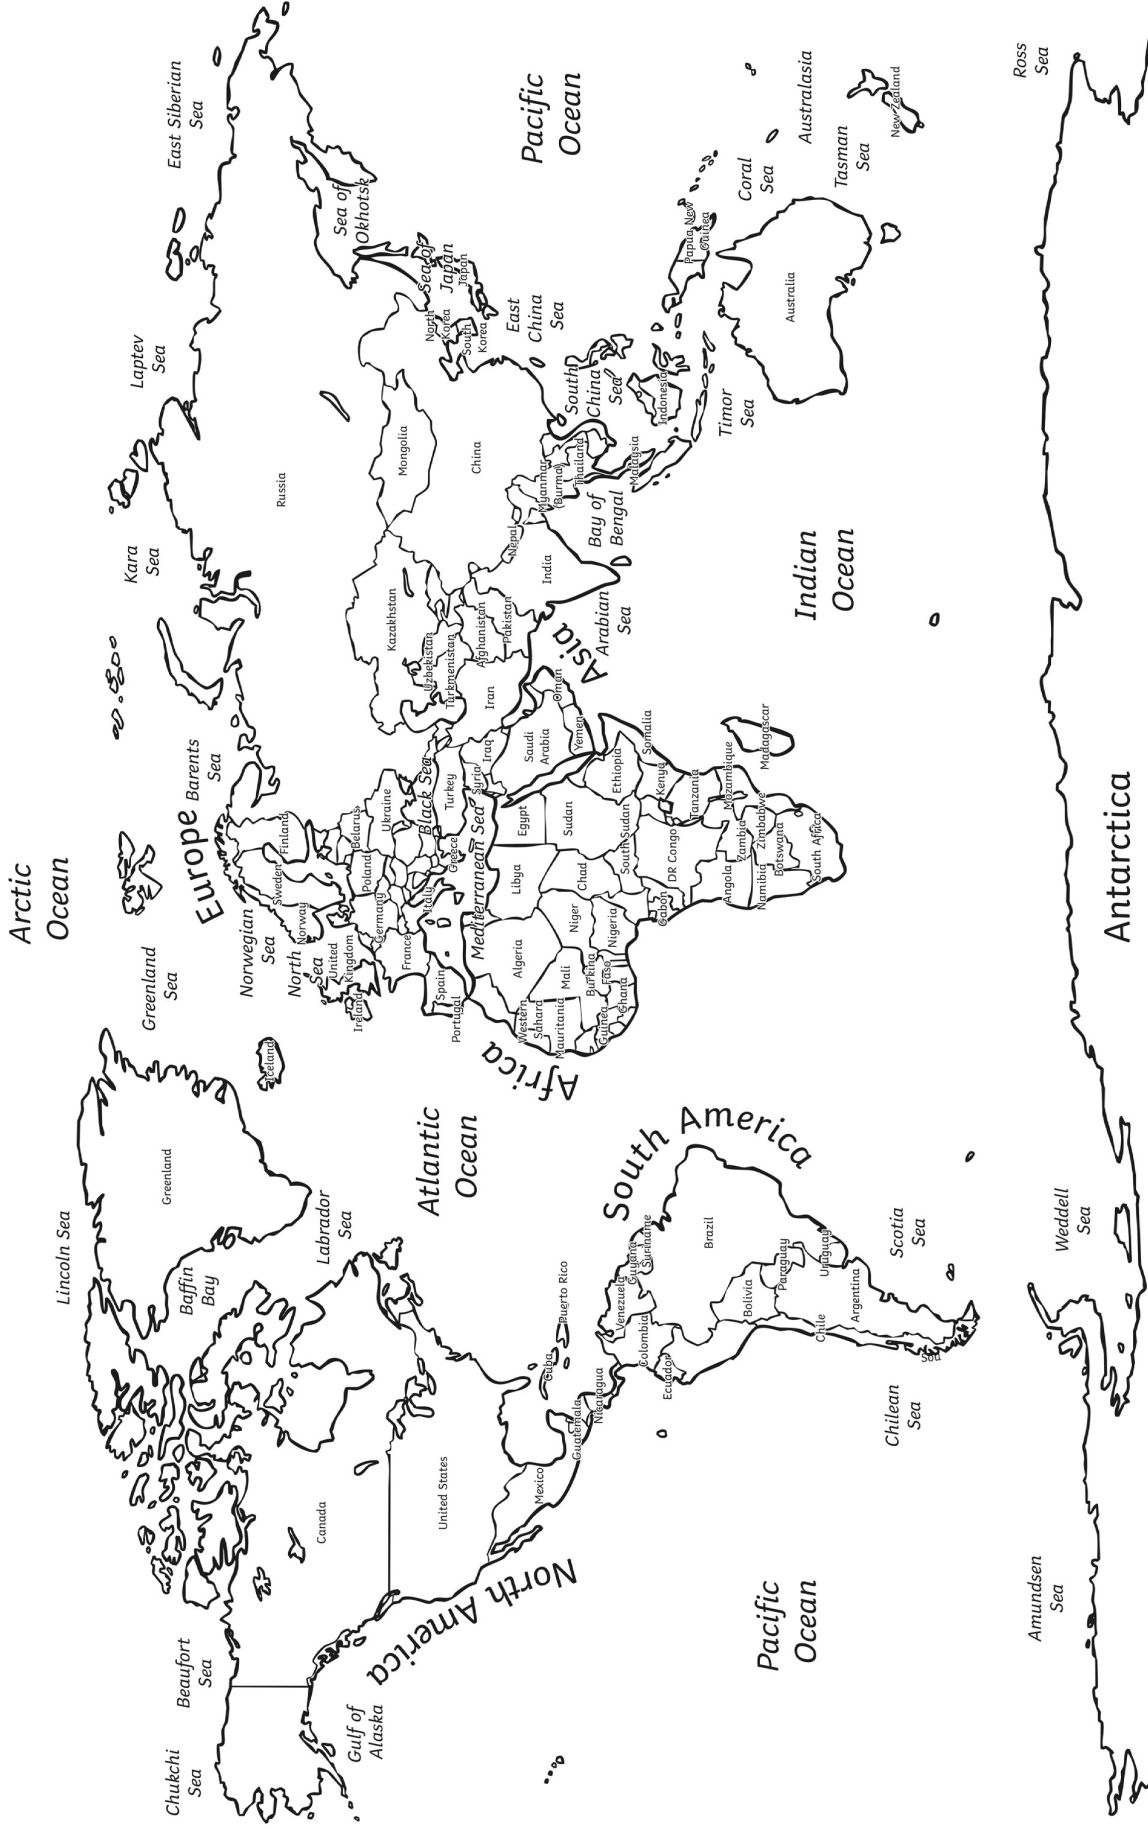 Arctic
Ocean
Lincoln Sea
Greenland
Sea
Kara
Sea
Laptev
Sea
East Siberian
Sea
Chukchi
Sea
Beaufort
Sea
Baffin
Bay
Greenland
Europe
Barents
Sea
Norwegian
Sea
Iceland
Labrador
Sea
North
Sea
Norway
Sweden
Finland
Russia
Sea of
Okhotsk
Gulf of
Alaska
Canada
Ireland
United
Kingdom
Germany
Poland
Belarus
Ukraine
Kazakhstan
Mongolia
North America
United States
Atlantic
Ocean
France
Spain
Portugal
Italy
Greece
Black Sea
Turkey
Uzbekistan
Turkmenistan
Afghanistan
China
North
Korea
South
Korea
Sea of
Japan
Japan
Pacific
Ocean
Mediterranean Sea
Syria
Iraq
Iran
Pakistan
Nepal
India
Myanmar
(Burma)
Thailand
East
China
Sea
South
China
Sea
Mexico
Cuba
Puerto Rico
Guatemala
Nicaragua
Africa
Western
Sahara
Algeria
Libya
Egypt
Saudi
Arabia
Oman
Yemen
Asia
Arabian
Sea
Bay of
Bengal
Mauritania
Mali
Niger
Chad
Sudan
Guinea
Burkina
Faso
Ghana
Nigeria
South Sudan
Ethiopia
Somalia
Malaysia
Indonesia
Papua New
Guinea
South America
Venezuela
Guyana
Suriname
Colombia
Ecuador
Brazil
Gabon
DR Congo
Kenya
Tanzania
Angola
Zambia
Mozambique
Madagascar
Namibia
Zimbabwe
Botswana
South Africa
Timor
Sea
Coral
Sea
Australia
Australasia
Tasman
Sea
New Zealand
Bolivia
Paraguay
Chile
Uruguay
Argentina
Sou
Pacific
Ocean
Indian
Ocean
Chilean
Sea
Scotia
Sea
Amundsen
Sea
Weddell
Sea
Ross
Sea
Antarctica